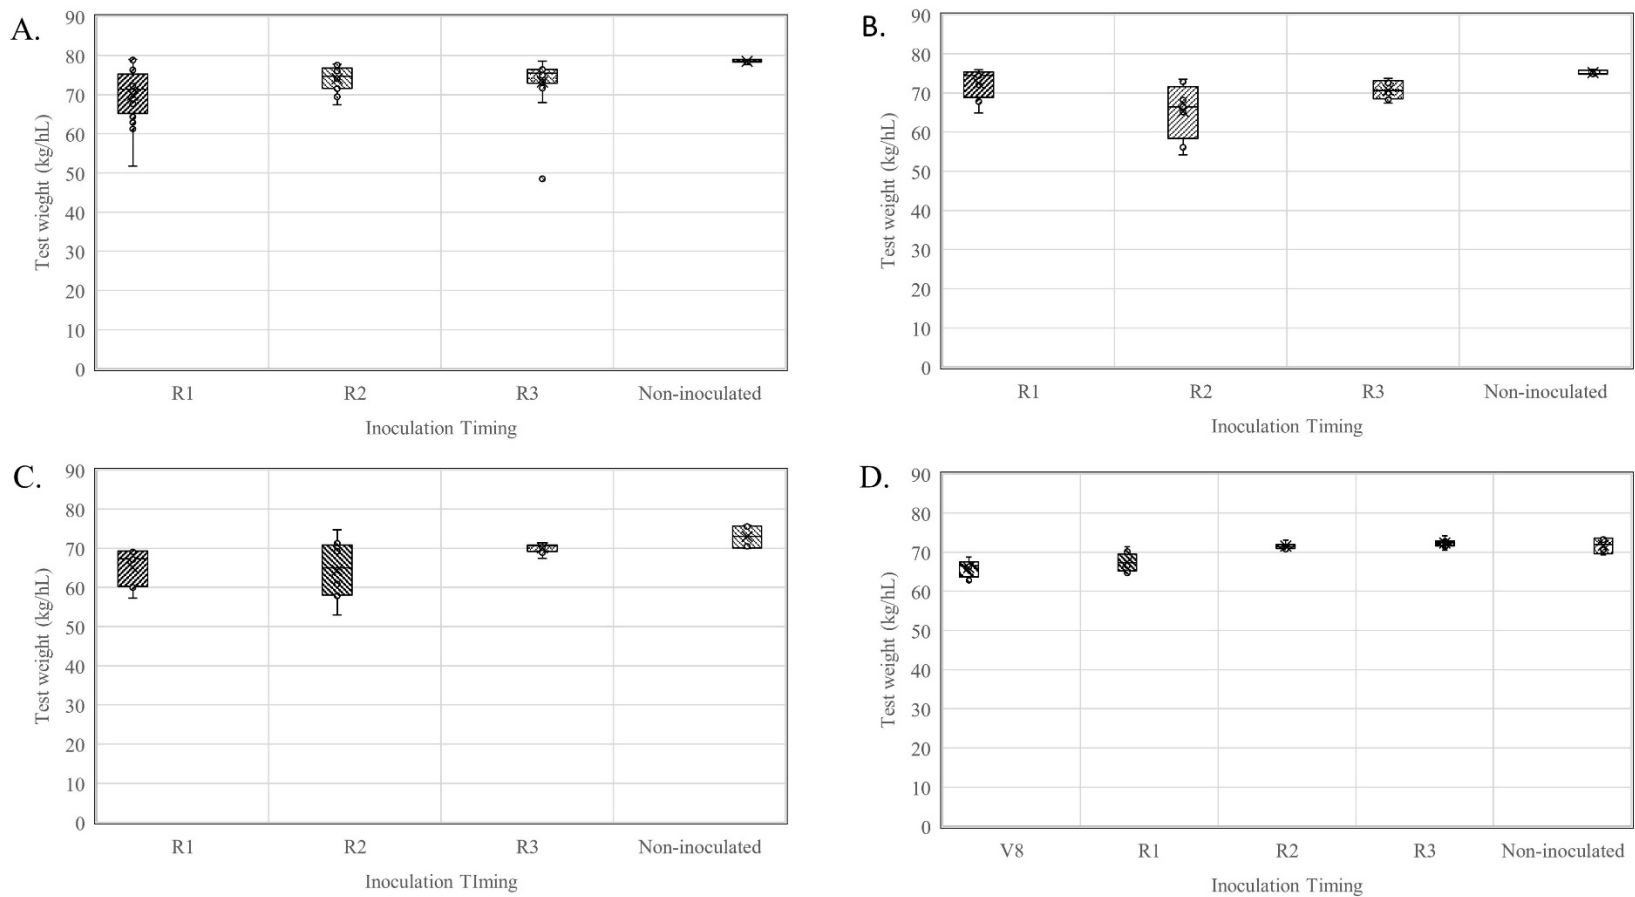 A.
90
80
70
60
50
40
30
20
10
0
Test wieght (kg/hL)
R1 R2 R3 Non-inoculated
Inoculation Timing
B.
90
80
70
60
50
40
30
20
10
0
Test weight (kg/hL)
R1 R2 R3 Non-inoculated
Inoculation Timing
C.
90
80
70
60
50
40
30
20
10
0
Test weight (kg/hL)
R1 R2 R3 Non-inoculated
Inoculation TIming
D.
90
80
70
60
50
40
30
20
10
0
Test weight (kg/hL)
V8 R1 R2 R3 Non-inoculated
Inoculation Timing